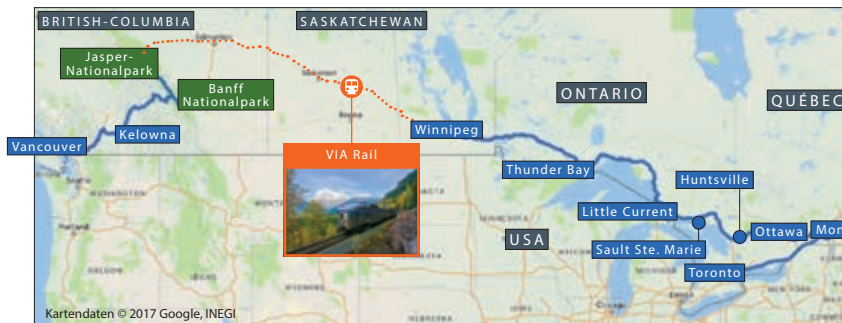 BRITISH-COLUMBIA
SASKATCHEWAN
Jasper-
Nationalpark
Banff
Nationalpark
ONTARIO
QUÉBEC
Kelowna
Vancouver
Winnipeg
VIA Rail
Thunder Bay
Huntsville
Little Current
Ottawa
Mon
USA
Sault Ste. Marie
Toronto
Kartendaten © 2017 Google, INEGI